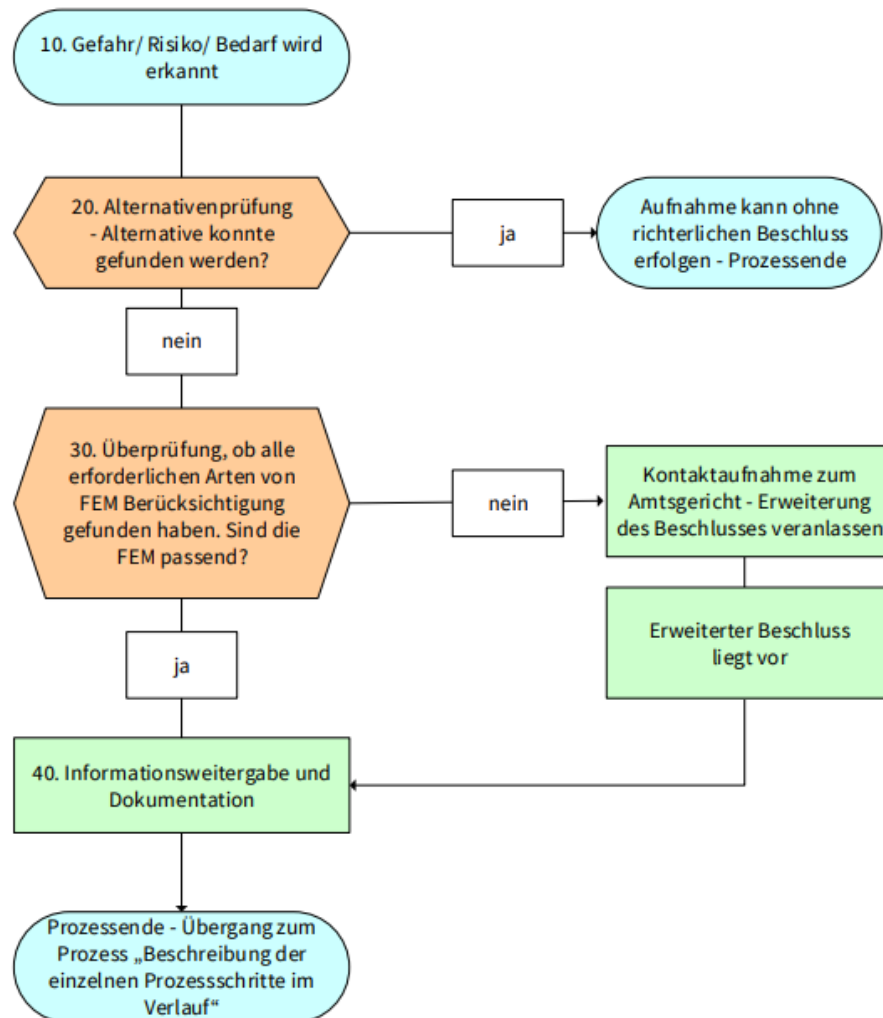 10. Gefahr/ Risiko/ Bedarf wird
erkannt
20. Alternativenprüfung
- Alternative konnte
gefunden werden?
ja
Aufnahme kann ohne
richterlichen Beschluss
erfolgen - Prozessende
nein
30. Überprüfung, ob alle
erforderlichen Arten von
FEM Berücksichtigung
gefunden haben. Sind die
FEM passend?
nein
Kontaktaufnahme zum
Amtsgericht - Erweiterung
des Beschlusses veranlassen
Erweiterter Beschluss
liegt vor
ja
40. Informationsweitergabe und
Dokumentation
Prozessende - Übergang zum
Prozess „Beschreibung der
einzelnen Prozessschritte im
Verlauf“